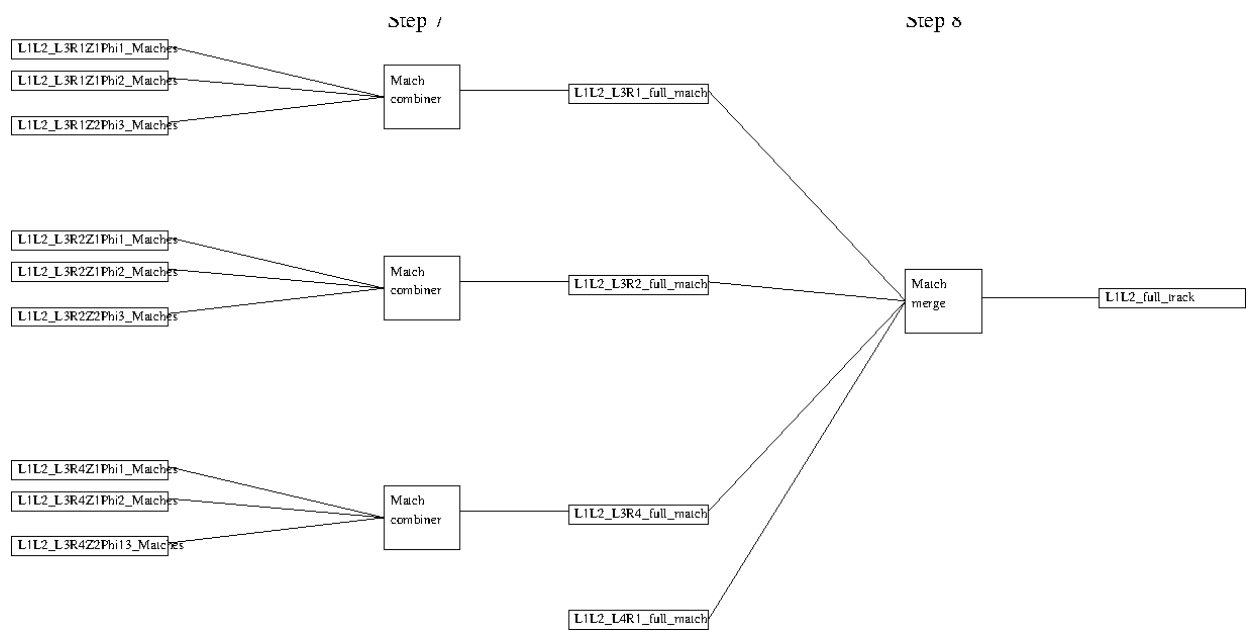 Step 7
Step 8
L1L2_L3R1Z1Phi1_Matches
L1L2_L3R1Z1Phi2_Matches
L1L2_L3R1Z2Phi3_Matches
Match
combiner
L1L2_L3R1_full_match
L1L2_L3R2Z1Phi1_Matches
L1L2_L3R2Z1Phi2_Matches
L1L2_L3R2Z2Phi3_Matches
Match
combiner
L1L2_L3R2_full_match
Match
merge
L1L2_full_track
L1L2_L3R4Z1Phi1_Matches
L1L2_L3R4Z1Phi2_Matches
L1L2_L3R4Z2Phi13_Matches
Match
combiner
L1L2_L3R4_full_match
L1L2_L4R1_full_match